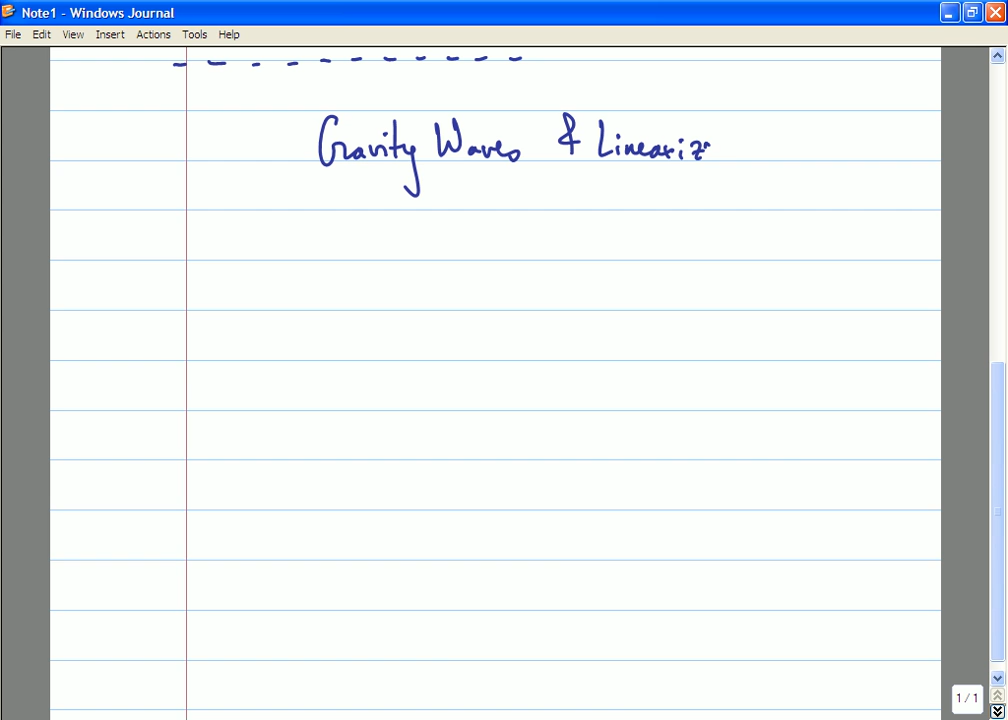 Note1 - Windows Journal
File Edit View Insert Actions Tools Help
Gravity Waves & Lineariz
1 / 1